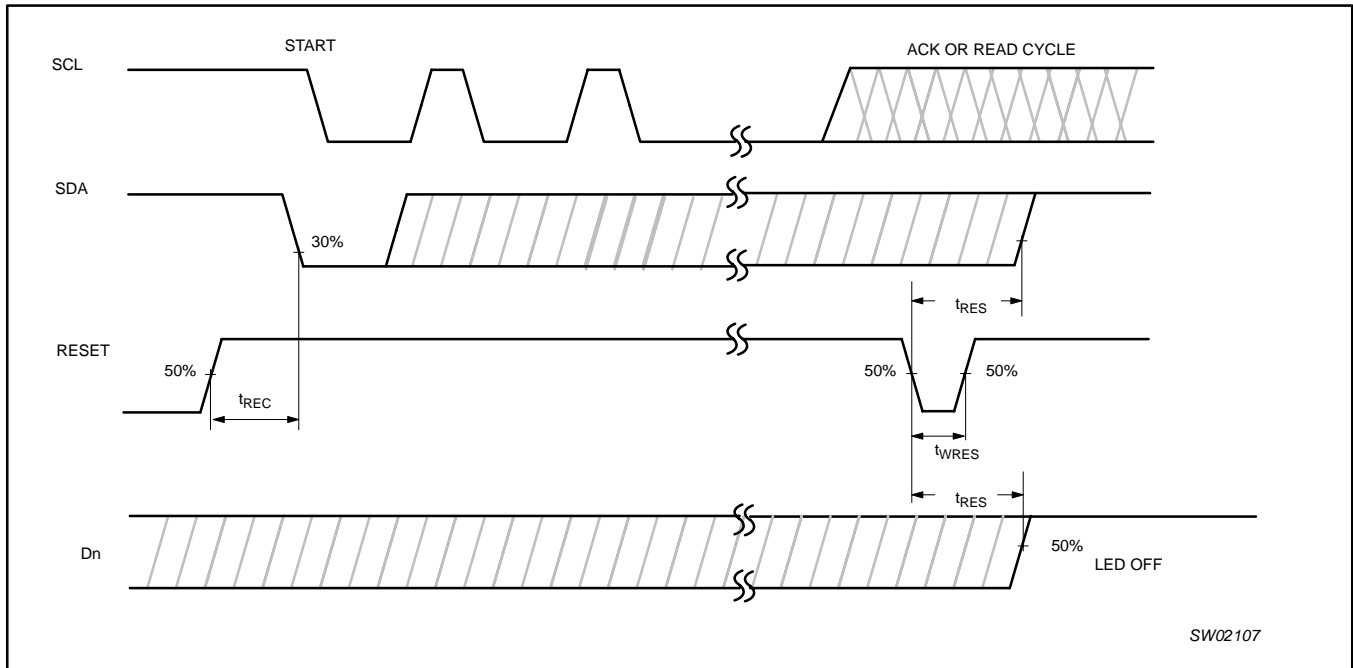 START
ACK OR READ CYCLE
SCL
SDA
30%
tRES
RESET
50%
50%
50%
tREC
tWRES
tRES
Dn
50%
LED OFF
SW02107